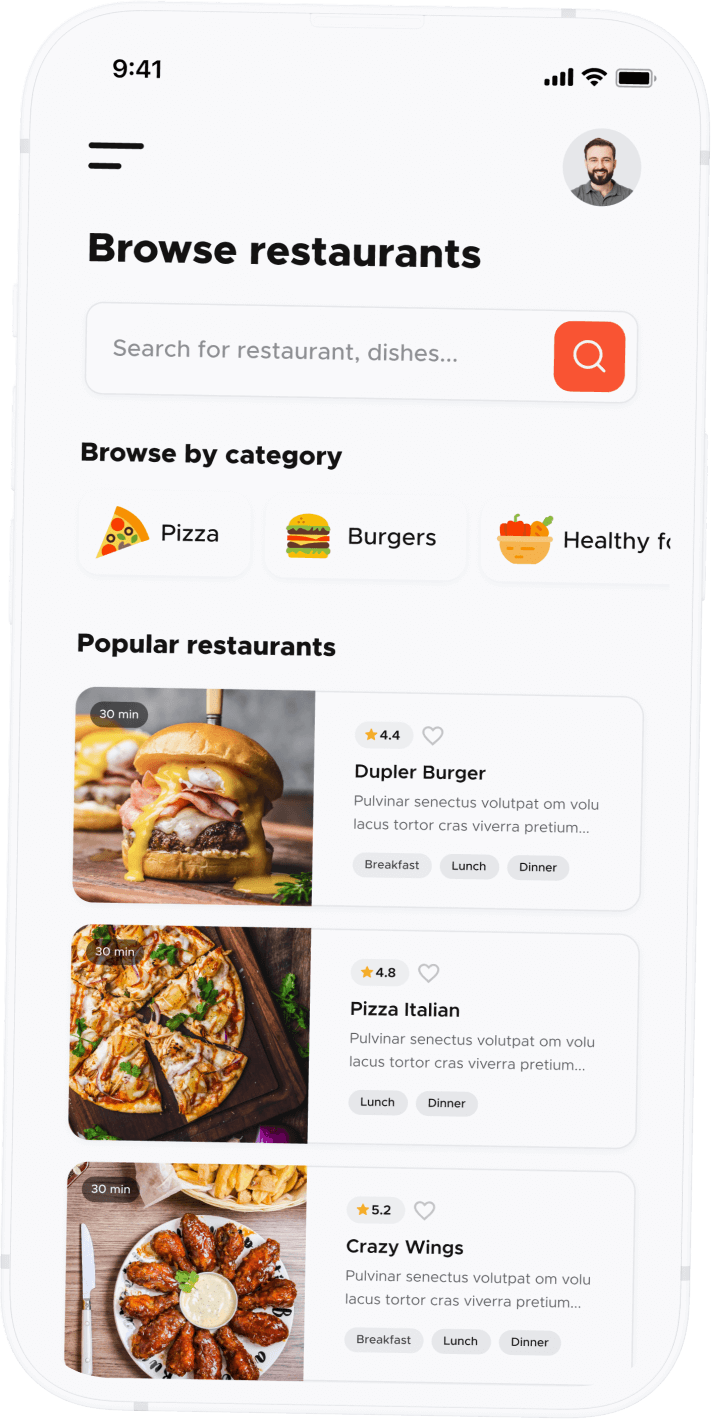 9:41
Browse restaurants
Search for restaurant, dishes...
Browse by category
Pizza
Burgers
Healthy fo
Popular restaurants
30 min
4.4
Dupler Burger
Pulvinar senectus volutpat om volu
lacus tortor cras viverra pretium...
Breakfast
Lunch
Dinner
30 min
4.8
Pizza Italian
Pulvinar senectus volutpat om volu
lacus tortor cras viverra pretium...
Lunch
Dinner
30 min
5.2
Crazy Wings
Pulvinar senectus volutpat om volu
lacus tortor cras viverra pretium...
Breakfast
Lunch
Dinner